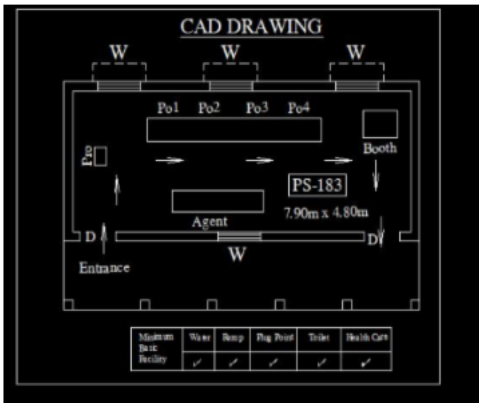 CAD DRAWING
W W W
Po1 Po2 Po3 Po4
Pro
Booth
PS-183
7.90m x 4.80m
Agent
D D
W
Entrance
Minimum Basic Facility Water Ramp Plug Point Toilet Health Care
✓ ✓ ✓ ✓ ✓